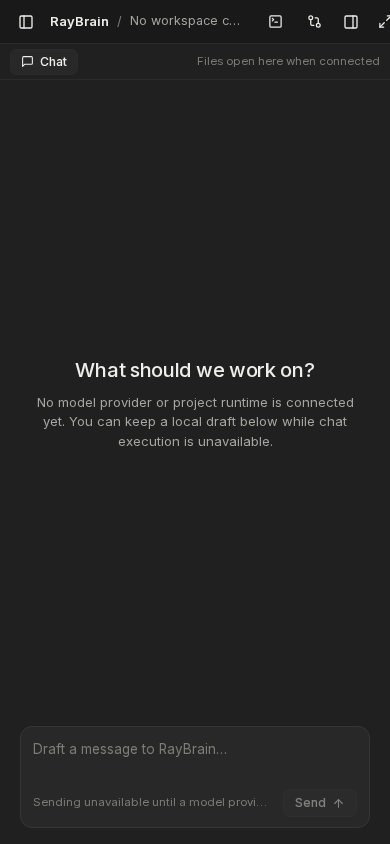 RayBrain / No workspace c…
Chat
Files open here when connected
What should we work on?
No model provider or project runtime is connected
yet. You can keep a local draft below while chat
execution is unavailable.
Draft a message to RayBrain…
Sending unavailable until a model provi…
Send